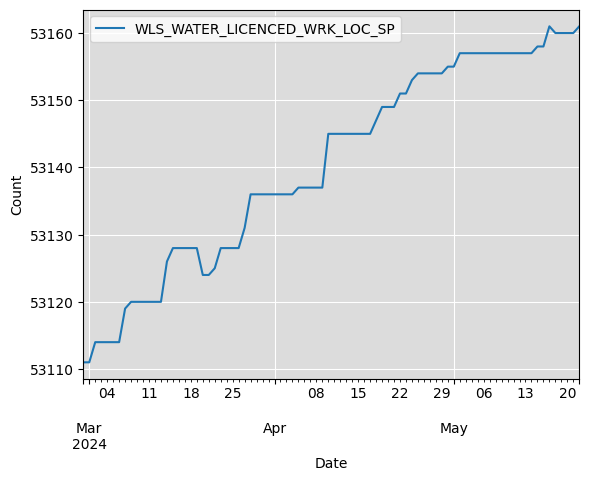 WLS_WATER_LICENCED_WRK_LOC_SP
53160
53150
53140
53130
53120
53110
Count
04 11 18 25 08 15 22 29 06 13 20
Mar Apr May
2024
Date